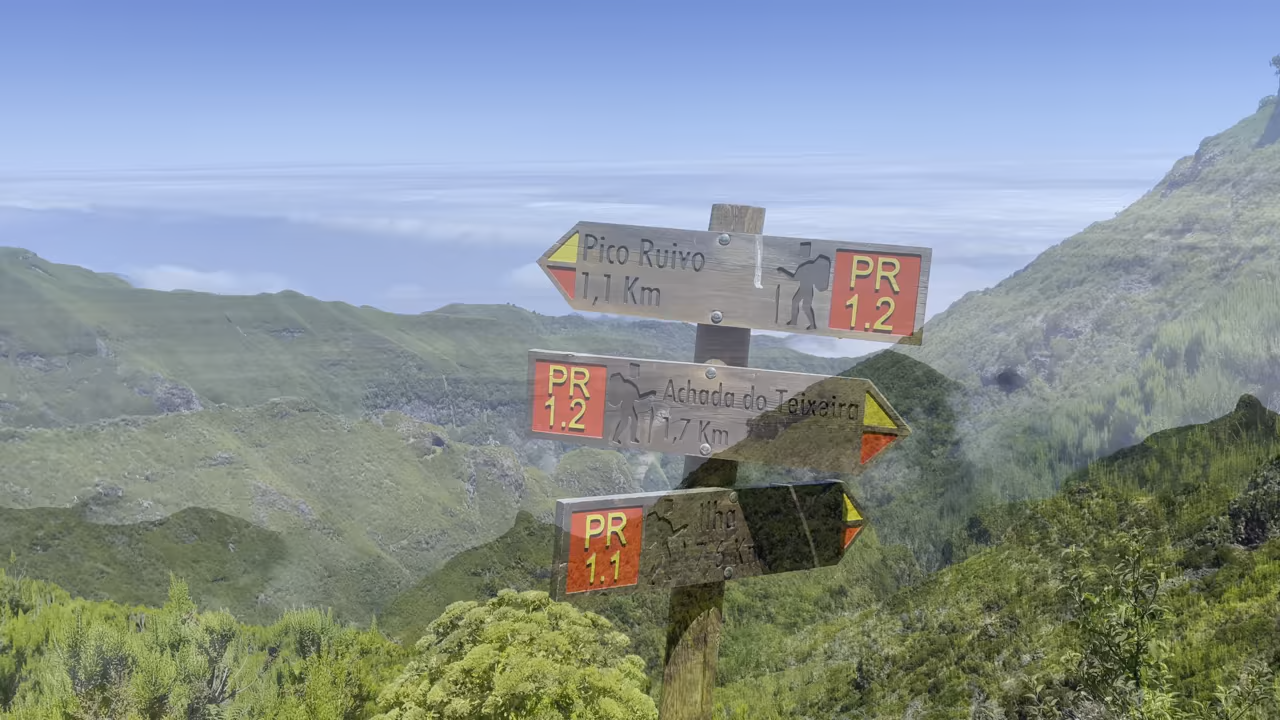 Pico Ruivo
1,1 Km
PR
1.2
PR
1.2
Achada do Teixeira
1,7 Km
PR
1.1
Ilha